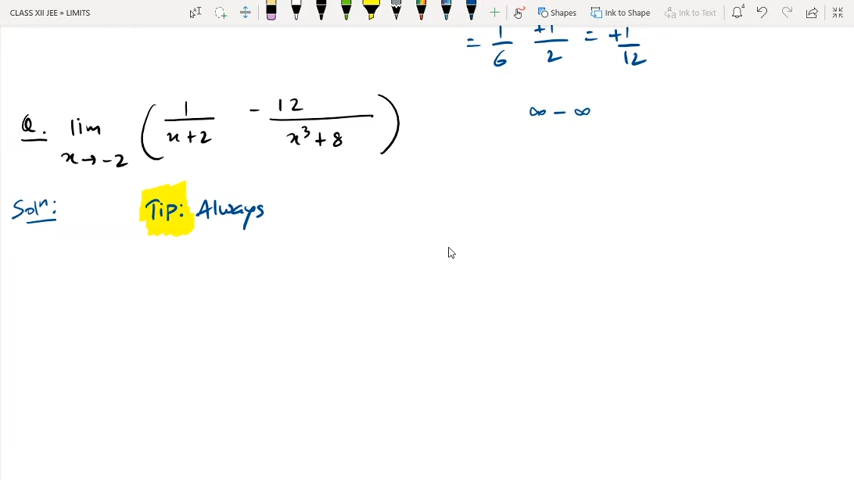 CLASS XII JEE » LIMITS
Shapes Ink to Shape Ink to Text
= 1/6 +1/2 = +1/12
Q. lim x→-2 ( 1/(x+2) - 12/(x³+8) )
∞ - ∞
Solⁿ: Tip: Always